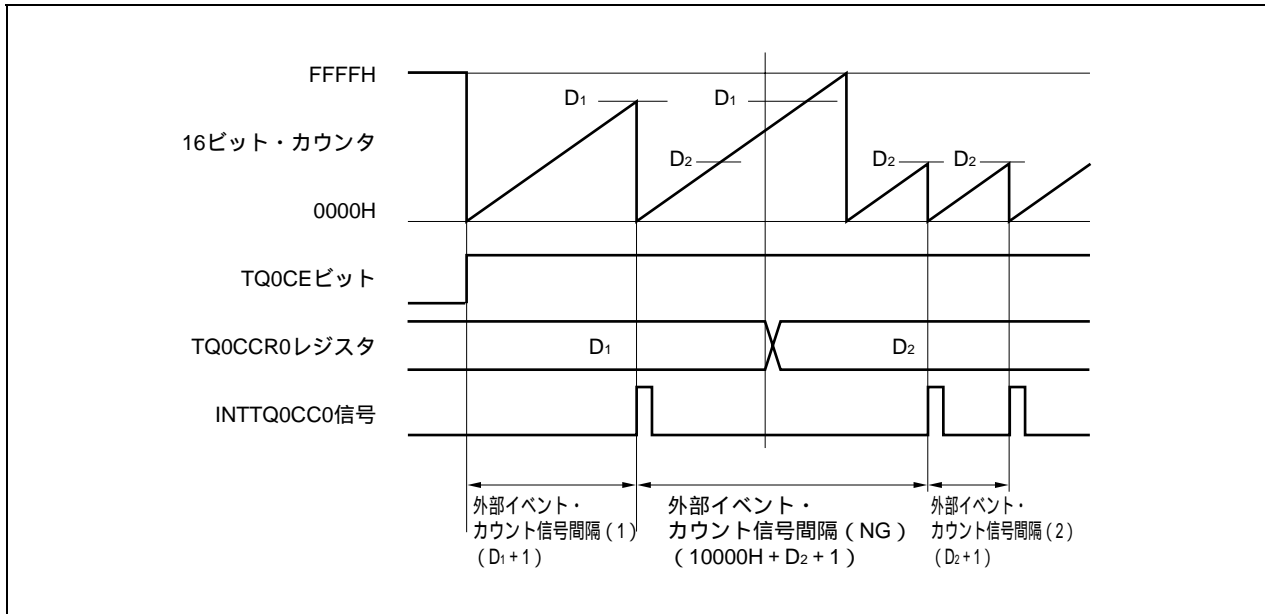 FFFFH
D1
D1
16ビット・カウンタ
D2
D2
D2
0000H
TQ0CEビット
TQ0CCR0レジスタ
D1
D2
INTTQ0CC0信号
外部イベント・
カウント信号間隔(1)
(D1+1)
外部イベント・
カウント信号間隔(NG)
(10000H+D2+1)
外部イベント・
カウント信号間隔(2)
(D2+1)